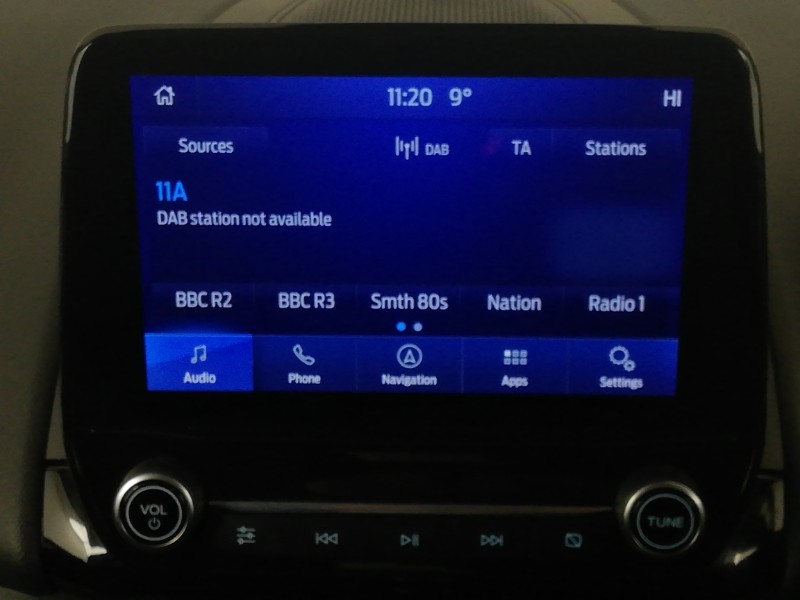 11:20 9° HI
Sources DAB TA Stations
11A
DAB station not available
BBC R2 BBC R3 Smth 80s Nation Radio 1
Audio Phone Navigation Apps Settings
VOL TUNE